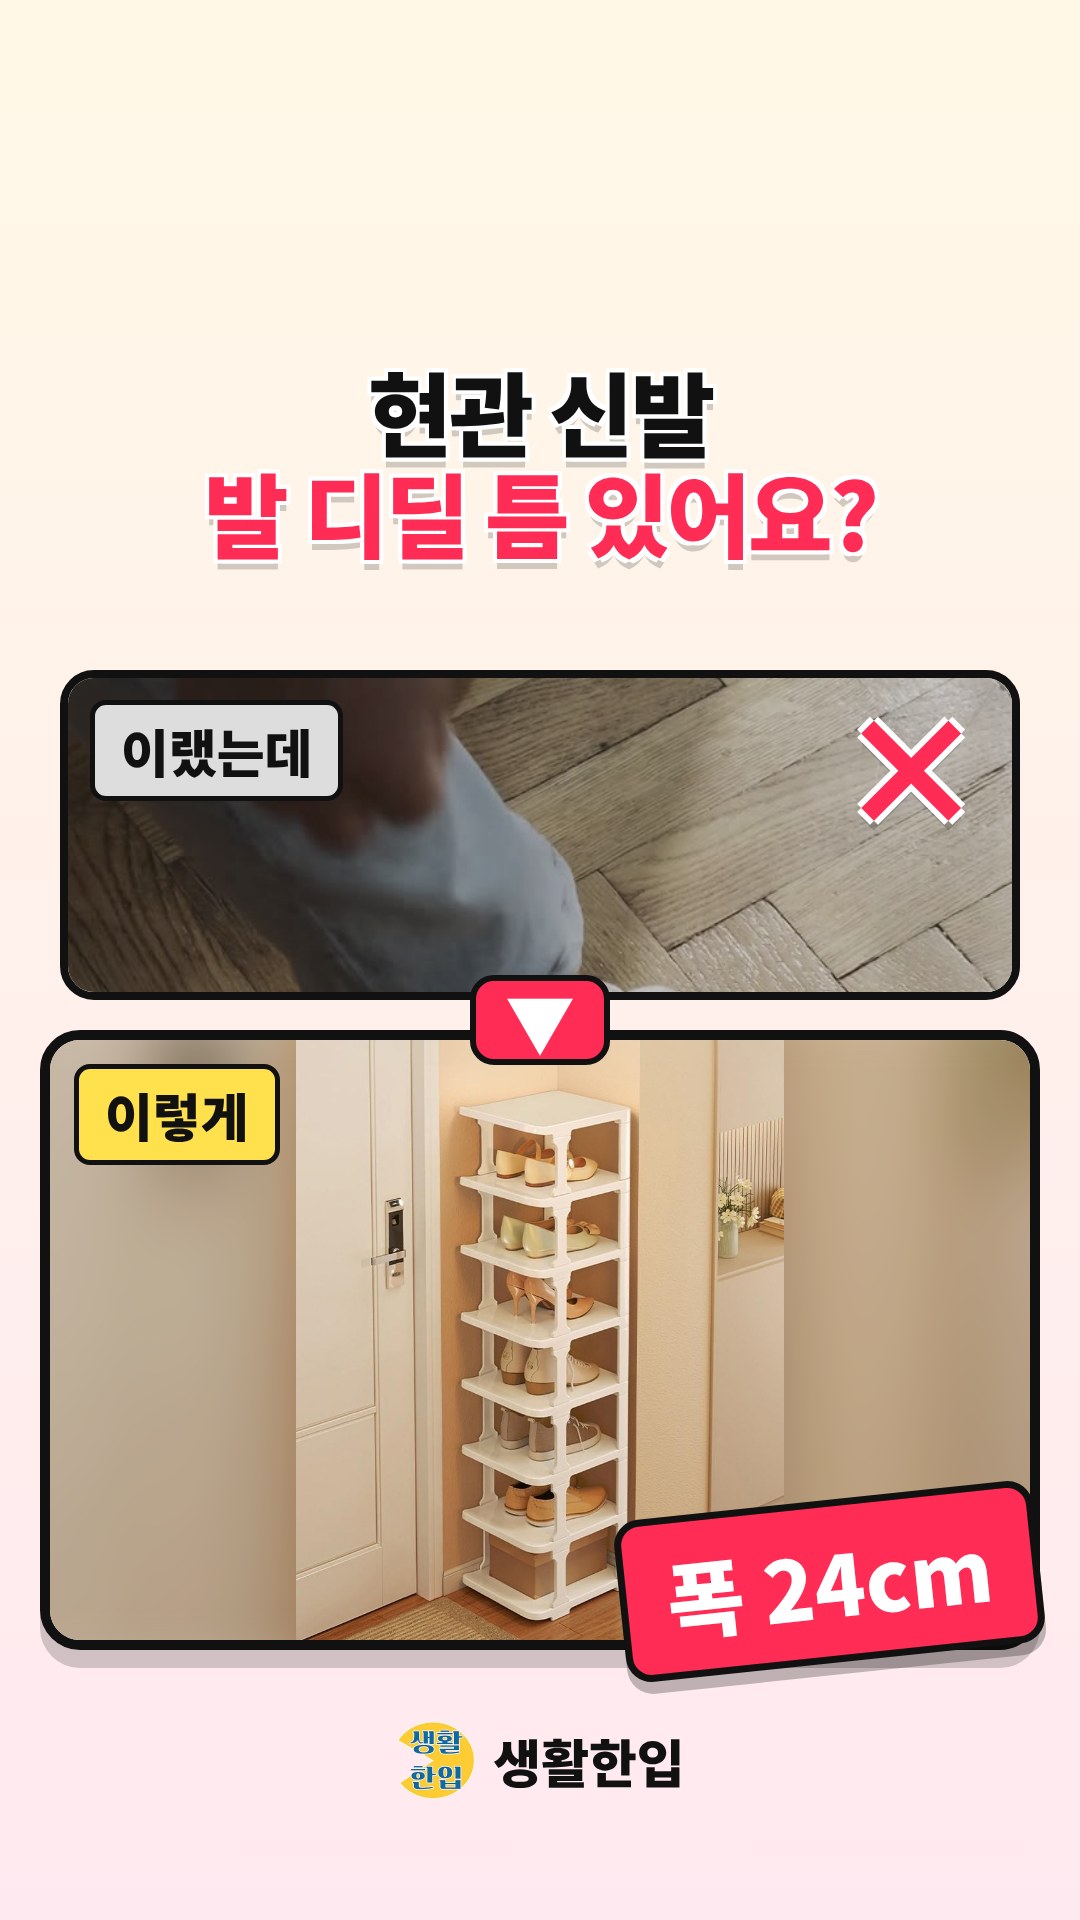 현관 신발
발 디딜 틈 있어요?
이랬는데
이렇게
폭 24cm
생활
한입
생활한입